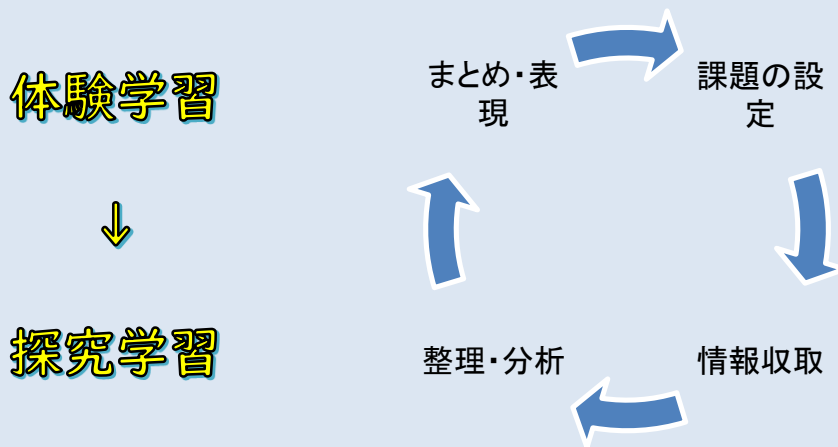 体験学習
↓
探究学習
まとめ・表
現
課題の設
定
情報収取
整理・分析